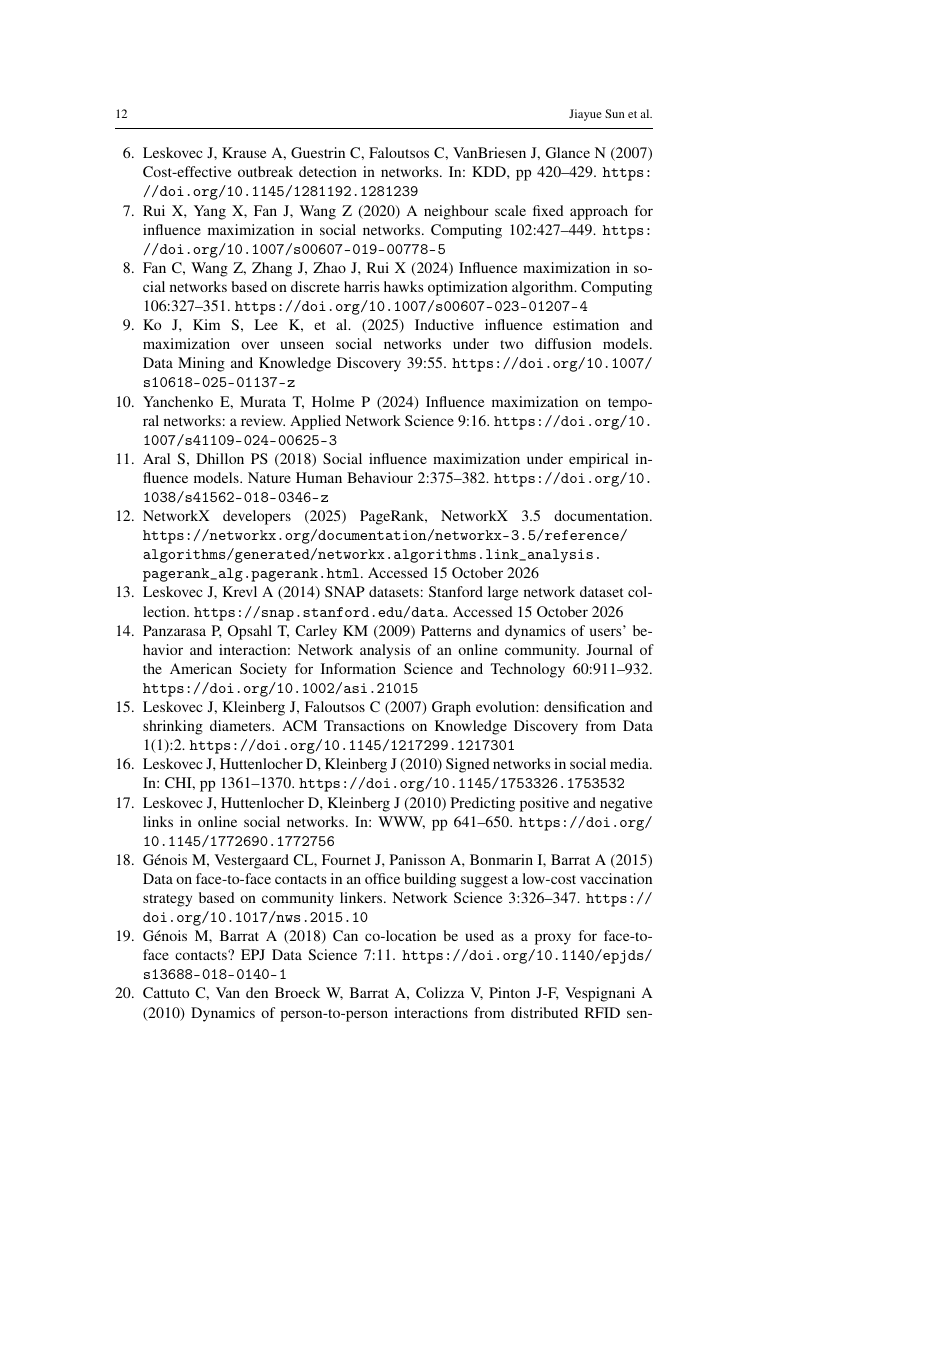 12
Jiayue Sun et al.
6. Leskovec J, Krause A, Guestrin C, Faloutsos C, VanBriesen J, Glance N (2007)
Cost-effective outbreak detection in networks. In: KDD, pp 420–429. https:
//doi.org/10.1145/1281192.1281239
7. Rui X, Yang X, Fan J, Wang Z (2020) A neighbour scale fixed approach for
influence maximization in social networks. Computing 102:427–449. https:
//doi.org/10.1007/s00607-019-00778-5
8. Fan C, Wang Z, Zhang J, Zhao J, Rui X (2024) Influence maximization in so-
cial networks based on discrete harris hawks optimization algorithm. Computing
106:327–351. https://doi.org/10.1007/s00607-023-01207-4
9. Ko J, Kim S, Lee K, et al. (2025) Inductive influence estimation and
maximization over unseen social networks under two diffusion models.
Data Mining and Knowledge Discovery 39:55. https://doi.org/10.1007/
s10618-025-01137-z
10. Yanchenko E, Murata T, Holme P (2024) Influence maximization on tempo-
ral networks: a review. Applied Network Science 9:16. https://doi.org/10.
1007/s41109-024-00625-3
11. Aral S, Dhillon PS (2018) Social influence maximization under empirical in-
fluence models. Nature Human Behaviour 2:375–382. https://doi.org/10.
1038/s41562-018-0346-z
12. NetworkX developers (2025) PageRank, NetworkX 3.5 documentation.
https://networkx.org/documentation/networkx-3.5/reference/
algorithms/generated/networkx.algorithms.link_analysis.
pagerank_alg.pagerank.html. Accessed 15 October 2026
13. Leskovec J, Krevl A (2014) SNAP datasets: Stanford large network dataset col-
lection. https://snap.stanford.edu/data. Accessed 15 October 2026
14. Panzarasa P, Opsahl T, Carley KM (2009) Patterns and dynamics of users' be-
havior and interaction: Network analysis of an online community. Journal of
the American Society for Information Science and Technology 60:911–932.
https://doi.org/10.1002/asi.21015
15. Leskovec J, Kleinberg J, Faloutsos C (2007) Graph evolution: densification and
shrinking diameters. ACM Transactions on Knowledge Discovery from Data
1(1):2. https://doi.org/10.1145/1217299.1217301
16. Leskovec J, Huttenlocher D, Kleinberg J (2010) Signed networks in social media.
In: CHI, pp 1361–1370. https://doi.org/10.1145/1753326.1753532
17. Leskovec J, Huttenlocher D, Kleinberg J (2010) Predicting positive and negative
links in online social networks. In: WWW, pp 641–650. https://doi.org/
10.1145/1772690.1772756
18. Génois M, Vestergaard CL, Fournet J, Panisson A, Bonmarin I, Barrat A (2015)
Data on face-to-face contacts in an office building suggest a low-cost vaccination
strategy based on community linkers. Network Science 3:326–347. https://
doi.org/10.1017/nws.2015.10
19. Génois M, Barrat A (2018) Can co-location be used as a proxy for face-to-
face contacts? EPJ Data Science 7:11. https://doi.org/10.1140/epjds/
s13688-018-0140-1
20. Cattuto C, Van den Broeck W, Barrat A, Colizza V, Pinton J-F, Vespignani A
(2010) Dynamics of person-to-person interactions from distributed RFID sen-